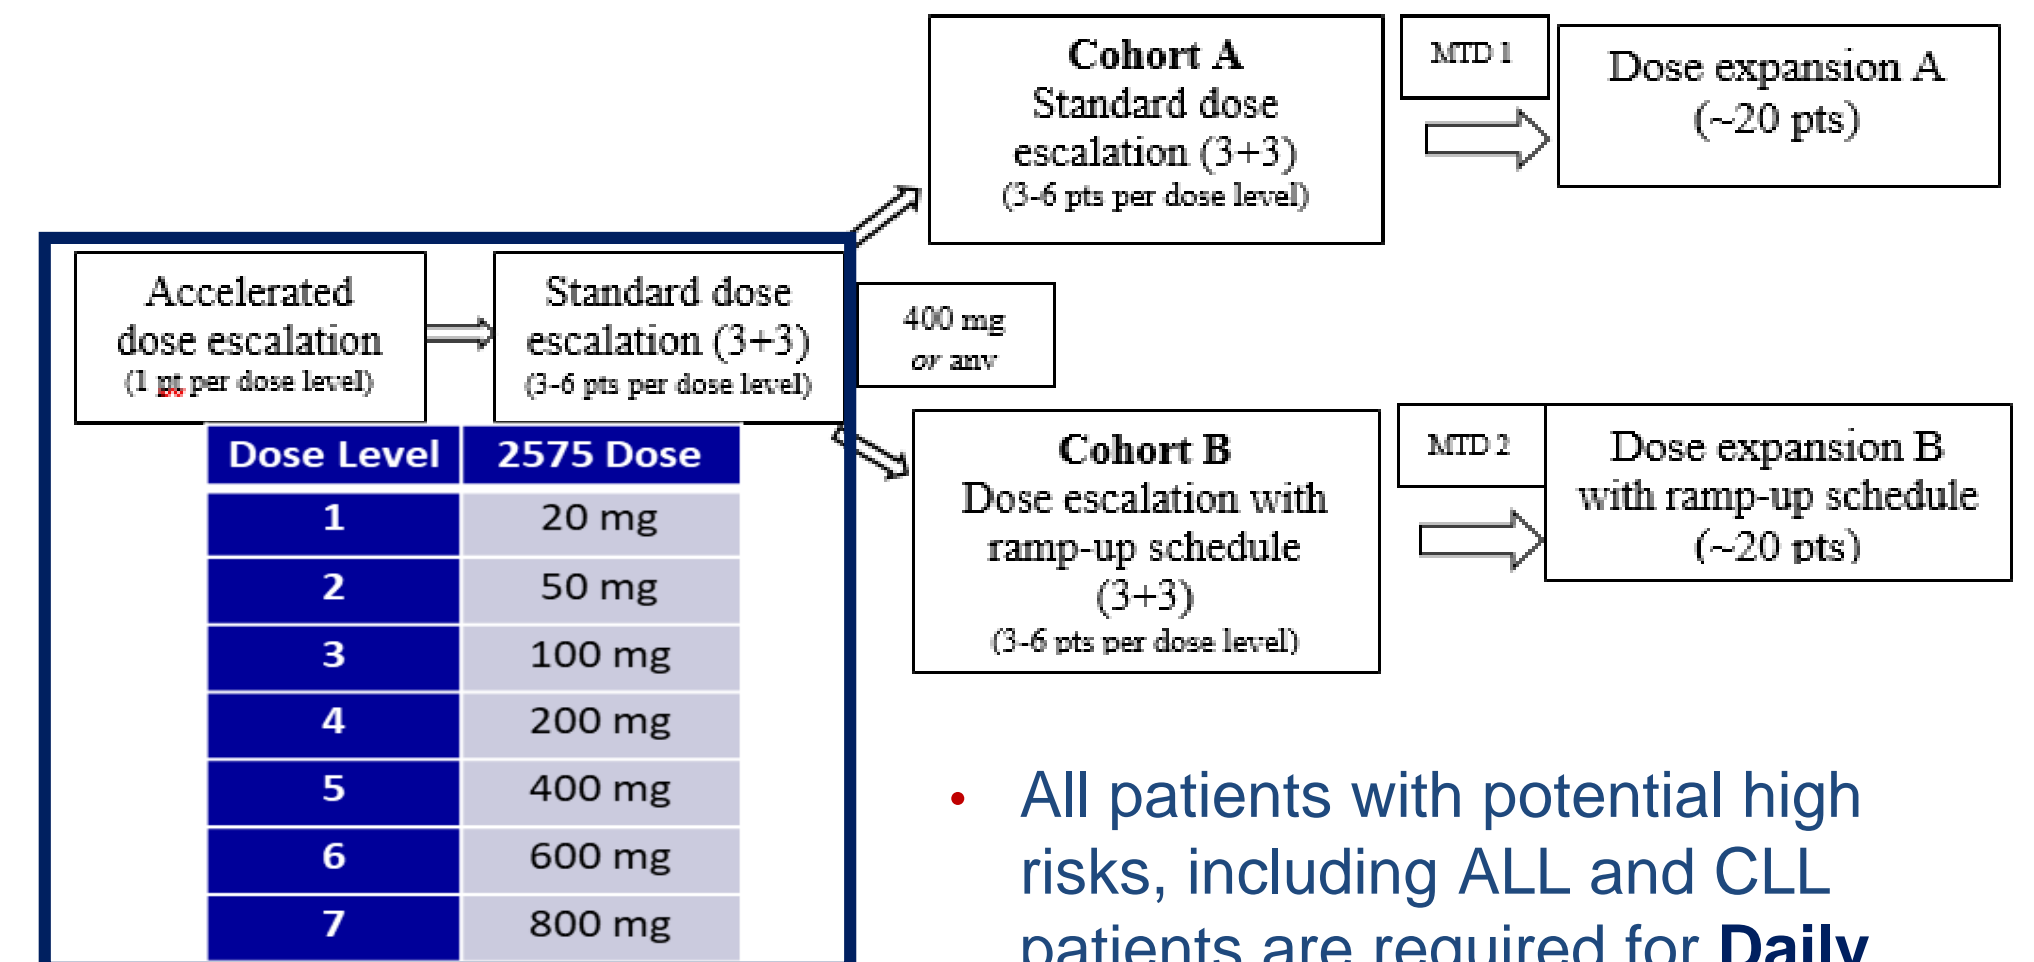 Cohort A
Standard dose
escalation (3+3)
(3-6 pts per dose level)
MTD 1
Dose expansion A
(~20 pts)
Accelerated
dose escalation
(1 pt per dose level)
Standard dose
escalation (3+3)
(3-6 pts per dose level)
400 mg
or any
Cohort B
Dose escalation with
ramp-up schedule
(3+3)
(3-6 pts per dose level)
MTD 2
Dose expansion B
with ramp-up schedule
(~20 pts)
Dose Level 2575 Dose
1 20 mg
2 50 mg
3 100 mg
4 200 mg
5 400 mg
6 600 mg
7 800 mg
• All patients with potential high
risks, including ALL and CLL
patients are required for Daily